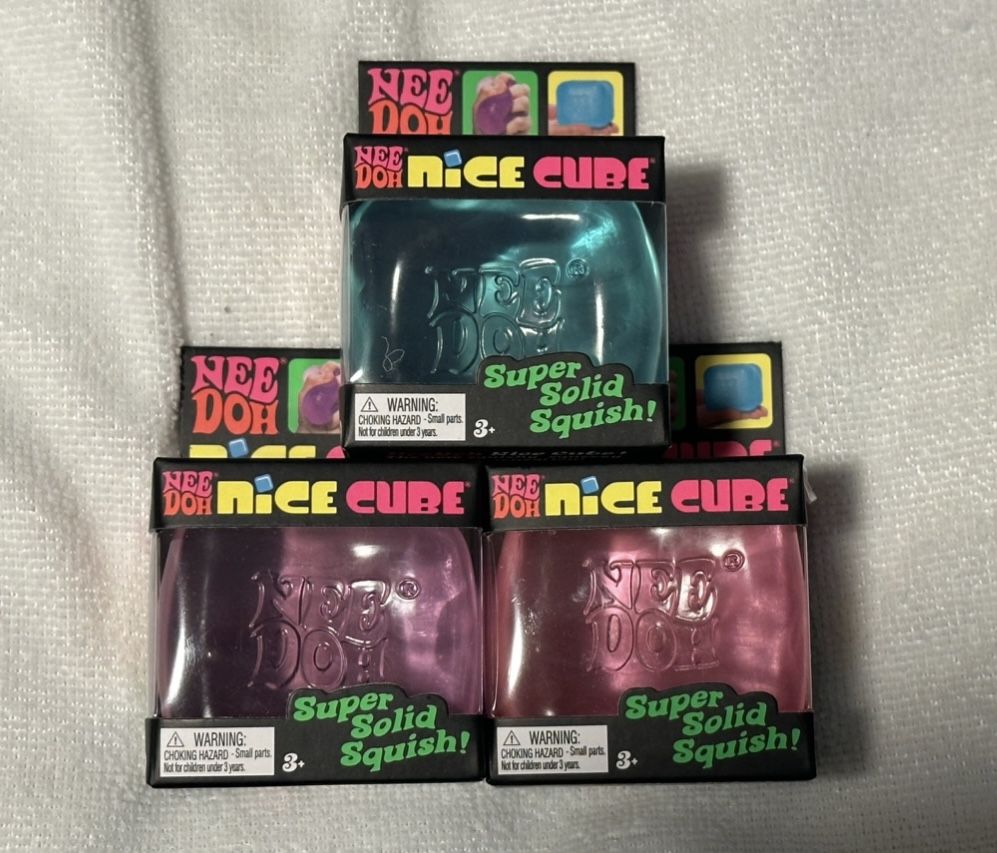 NEE
DOH
NEE
DOH NiCE CUBE
NEE ®
DOH
Super
Solid
Squish!
WARNING:
CHOKING HAZARD - Small parts.
Not for children under 3 years.
3+
NEE
DOH
NiCE CUBE
NEE
DOH NiCE CUBE
NEE ®
DOH
Super
Solid
Squish!
WARNING:
CHOKING HAZARD - Small parts.
Not for children under 3 years.
3+
NEE
DOH NiCE CUBE
NEE ®
DOH
Super
Solid
Squish!
WARNING:
CHOKING HAZARD - Small parts.
Not for children under 3 years.
3+